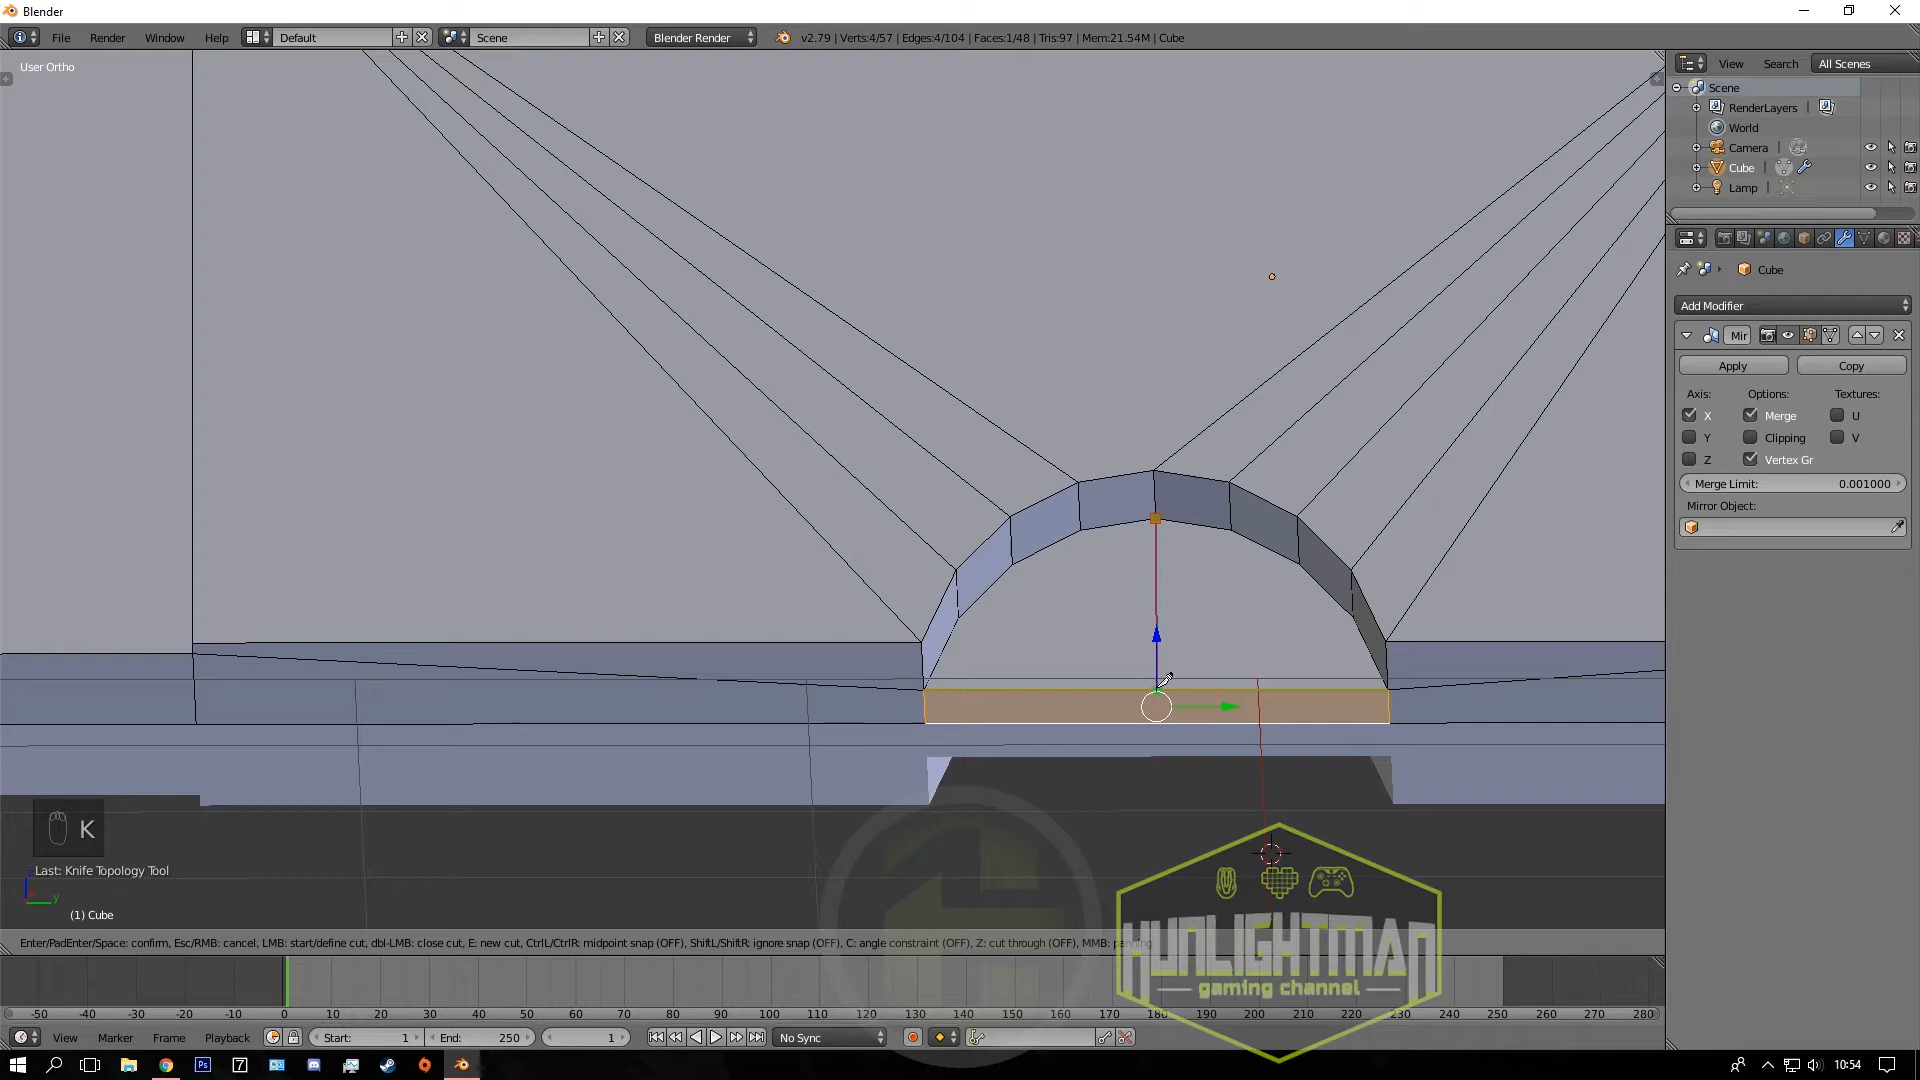 Blender
File Render Window Help Default Scene Blender Render v2.79 | Verts:4/57 | Edges:4/104 | Faces:1/48 | Tris:97 | Mem:21.54M | Cube
User Ortho
View Search All Scenes
Scene
RenderLayers
World
Camera
Cube
Lamp
Cube
Add Modifier
Mir
Apply Copy
Axis: Options: Textures:
X Merge U
Y Clipping V
Z Vertex Gr
Merge Limit: 0.001000
Mirror Object:
K
Last: Knife Topology Tool
y
(1) Cube
Enter/PadEnter/Space: confirm, Esc/RMB: cancel, LMB: start/define cut, dbl-LMB: close cut, E: new cut, CtrlL/CtrlR: midpoint snap (OFF), ShiftL/ShiftR: ignore snap (OFF), C: angle constraint (OFF), Z: cut through (OFF), MMB: panning
HUNLIGHTMAN
gaming channel
-50 -40 -30 -20 -10 0 10 20 30 40 50 60 70 80 90 100 110 120 130 140 150 160 170 180 190 200 210 220 230 240 250 260 270 280
View Marker Frame Playback Start: 1 End: 250 1 No Sync
Ps 7 10:54